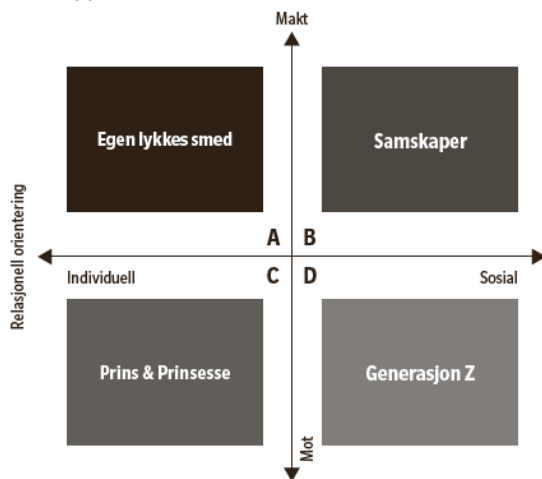 Makt
Egen lykkes smed
Samskaper
Relasjonell orientering
A B
Individuell
C D
Sosial
Prins & Prinsesse
Generasjon Z
Mot